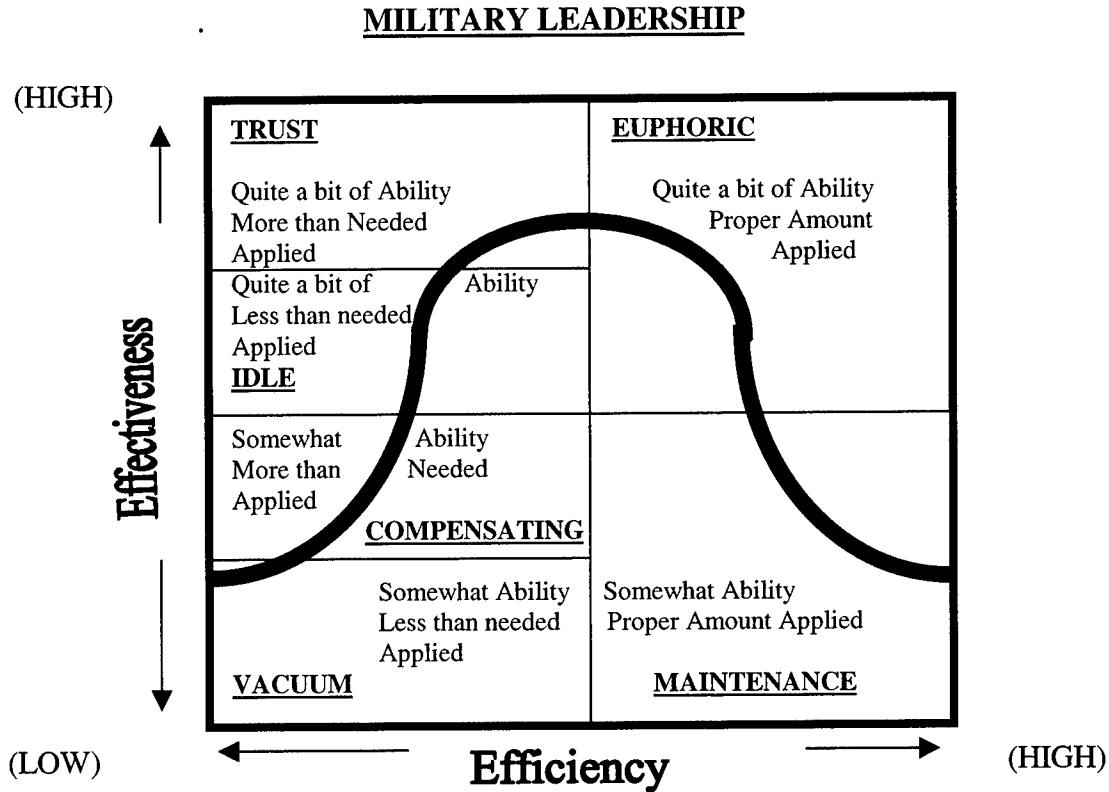 MILITARY LEADERSHIP
(HIGH)
TRUST
Quite a bit of Ability
More than Needed
Applied
Quite a bit of Ability
Less than needed
Applied
IDLE
Somewhat Ability
More than Needed
Applied
COMPENSATING
Somewhat Ability
Less than needed
Applied
VACUUM
EUPHORIC
Quite a bit of Ability
Proper Amount
Applied
Somewhat Ability
Proper Amount Applied
MAINTENANCE
Effectiveness
(LOW)
Efficiency
(HIGH)